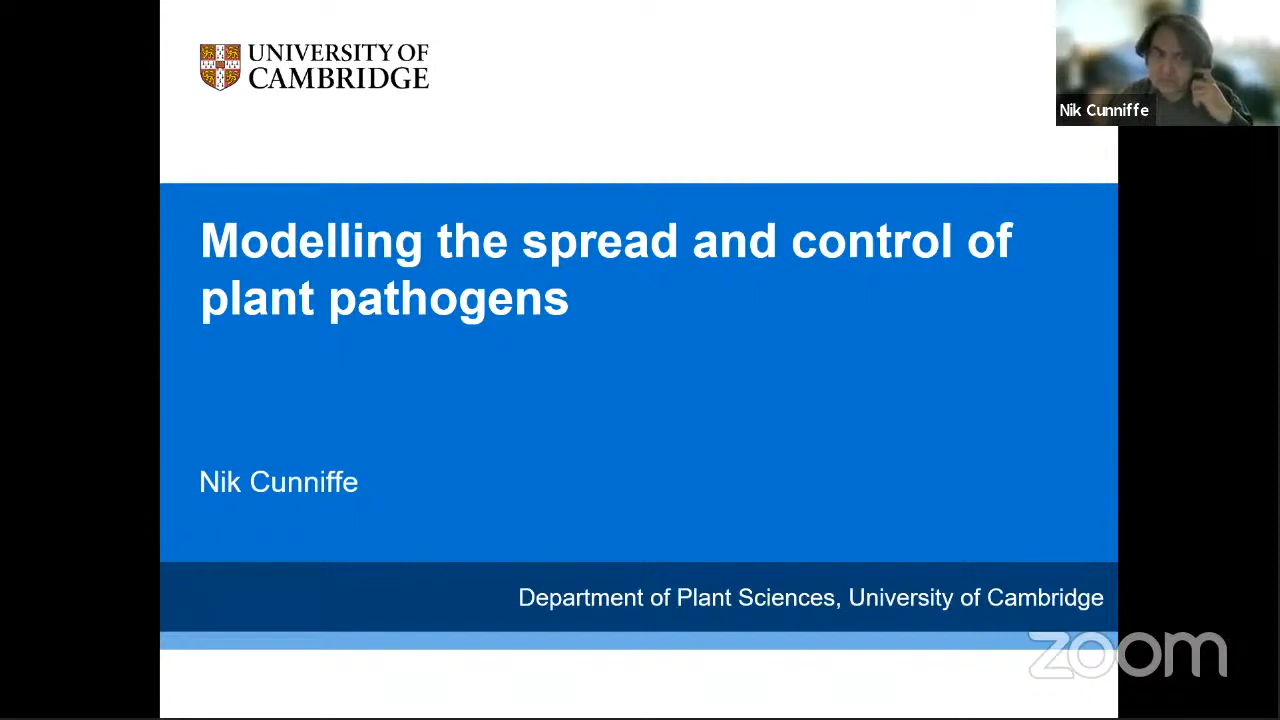 UNIVERSITY OF
CAMBRIDGE
Nik Cunniffe
Modelling the spread and control of
plant pathogens
Nik Cunniffe
Department of Plant Sciences, University of Cambridge
zoom